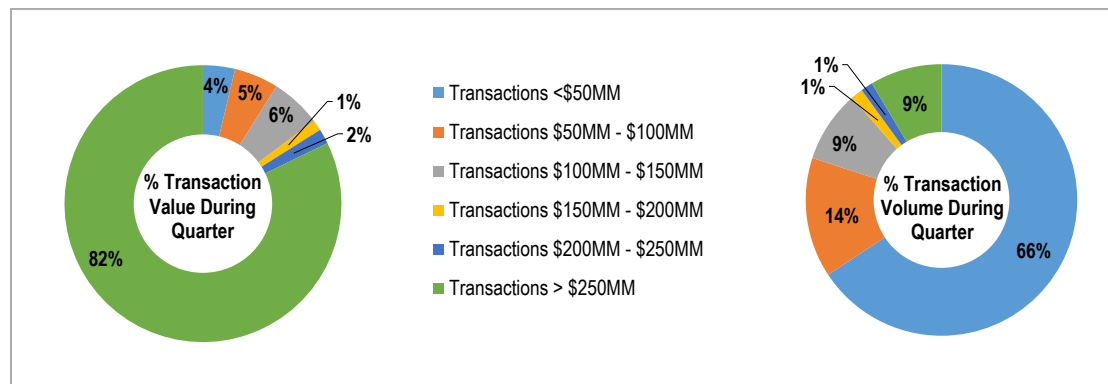 4%
5%
6%
1%
2%
82%
% Transaction
Value During
Quarter
Transactions <$50MM
Transactions $50MM - $100MM
Transactions $100MM - $150MM
Transactions $150MM - $200MM
Transactions $200MM - $250MM
Transactions > $250MM
1%
1%
9%
9%
14%
66%
% Transaction
Volume During
Quarter